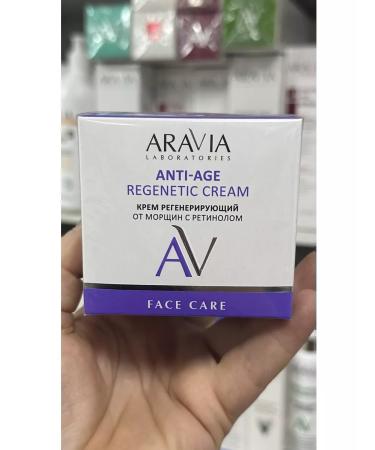 ARAVIA
LABORATORIES
ANTI-AGE
REGENETIC CREAM
КРЕМ РЕГЕНЕРИРУЮЩИЙ
ОТ МОРЩИН С РЕТИНОЛОМ
AV
FACE CARE